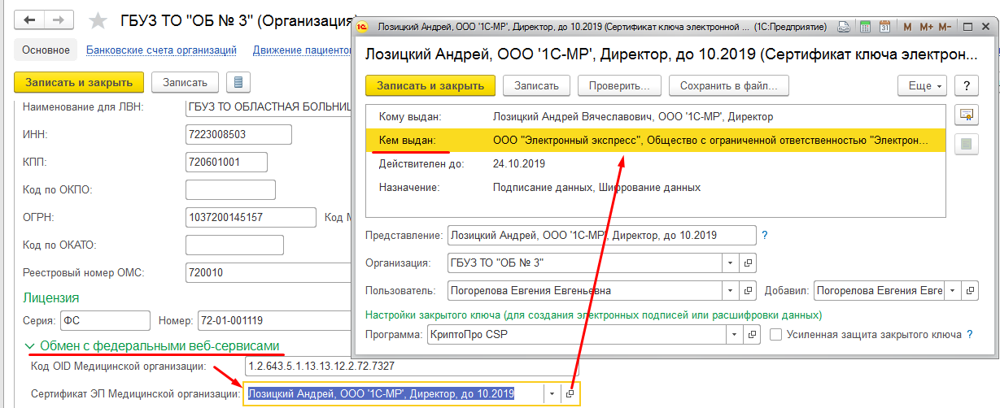 ГБУЗ ТО "ОБ № 3" (Организация)
Основное Банковские счета организаций Движение пациентов
Записать и закрыть Записать
Наименование для ЛВН: ГБУЗ ТО ОБЛАСТНАЯ
ИНН: 7223008503
КПП: 720601001
Код по ОКПО:
ОГРН: 1037200145157 Код
Код по ОКАТО:
Реестровый номер ОМС: 720010
Лицензия
Серия: ФС Номер: 72-01-001119
Обмен с федеральными веб-сервисами
Код OID Медицинской организации: 1.2.643.5.1.13.13.12.2.72.7327
Сертификат ЭП Медицинской организации: Лозицкий Андрей, ООО '1С-МР', Директор, до 10.2019
1С Лозицкий Андрей, ООО '1С-МР', Директор, до 10.2019 (Сертификат ключа электронной ... (1С:Предприятие) 31 M M+ M-
Лозицкий Андрей, ООО '1С-МР', Директор, до 10.2019 (Сертификат ключа электрон...
Записать и закрыть Записать Проверить... Сохранить в файл... Еще ?
Кому выдан: Лозицкий Андрей Вячеславович, ООО '1С-МР', Директор
Кем выдан: ООО "Электронный экспресс", Общество с ограниченной ответственностью "Электрон...
Действителен до: 24.10.2019
Назначение: Подписание данных, Шифрование данных
Представление: Лозицкий Андрей, ООО '1С-МР', Директор, до 10.2019 ?
Организация: ГБУЗ ТО "ОБ № 3"
Пользователь: Погорелова Евгения Евгеньевна Добавил: Погорелова Евгения Евге
Настройки закрытого ключа (для создания электронных подписей или расшифровки данных)
Программа: КриптоПро CSP Усиленная защита закрытого ключа ?